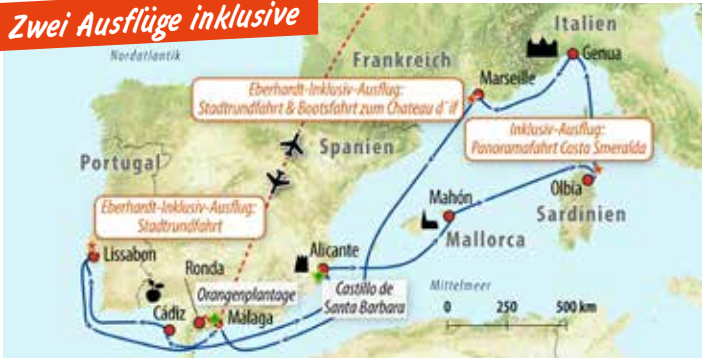 Zwei Ausflüge inklusive
Nordatlantik
Italien
Frankreich
Genua
Marseille
Eberhardt-Inklusiv-Ausflug:
Stadtrundfahrt & Bootsfahrt zum Chateau d´if
Inklusiv-Ausflug:
Panoramafahrt Costa Smeralda
Spanien
Portugal
Olbia
Mahón
Sardinien
Eberhardt-Inklusiv-Ausflug:
Stadtrundfahrt
Mallorca
Lissabon
Alicante
Ronda
Castillo de
Santa Barbara
Mittelmeer
Orangenplantage
Cádiz
Málaga
0 250 500 km